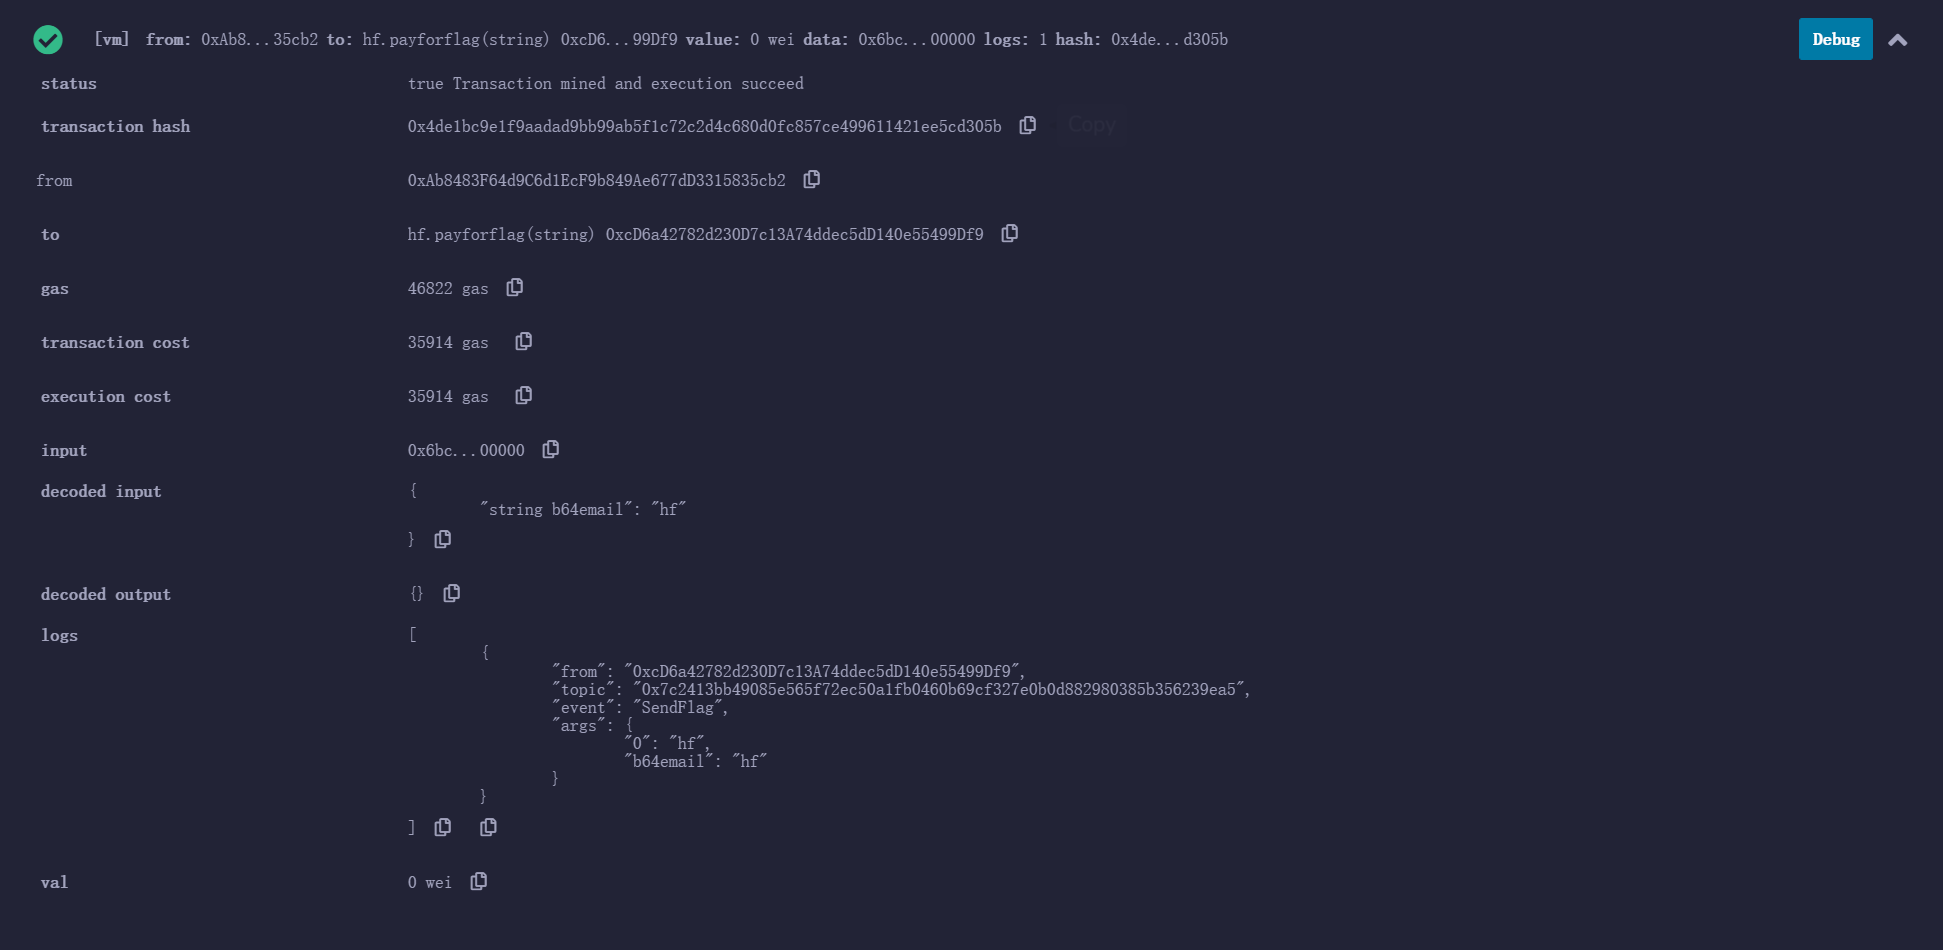 [vm] from: 0xAb8...35cb2 to: hf.payforflag(string) 0xcD6...99Df9 value: 0 wei data: 0x6bc...00000 logs: 1 hash: 0x4de...d305b Debug
status true Transaction mined and execution succeed
transaction hash 0x4de1bc9e1f9aadad9bb99ab5f1c72c2d4c680d0fc857ce499611421ee5cd305b Copy
from 0xAb8483F64d9C6d1EcF9b849Ae677dD3315835cb2
to hf.payforflag(string) 0xcD6a42782d230D7c13A74ddec5dD140e55499Df9
gas 46822 gas
transaction cost 35914 gas
execution cost 35914 gas
input 0x6bc...00000
decoded input {
"string b64email": "hf"
}
decoded output {}
logs [
{
"from": "0xcD6a42782d230D7c13A74ddec5dD140e55499Df9",
"topic": "0x7c2413bb49085e565f72ec50a1fb0460b69cf327e0b0d882980385b356239ea5",
"event": "SendFlag",
"args": {
"0": "hf",
"b64email": "hf"
}
}
]
val 0 wei